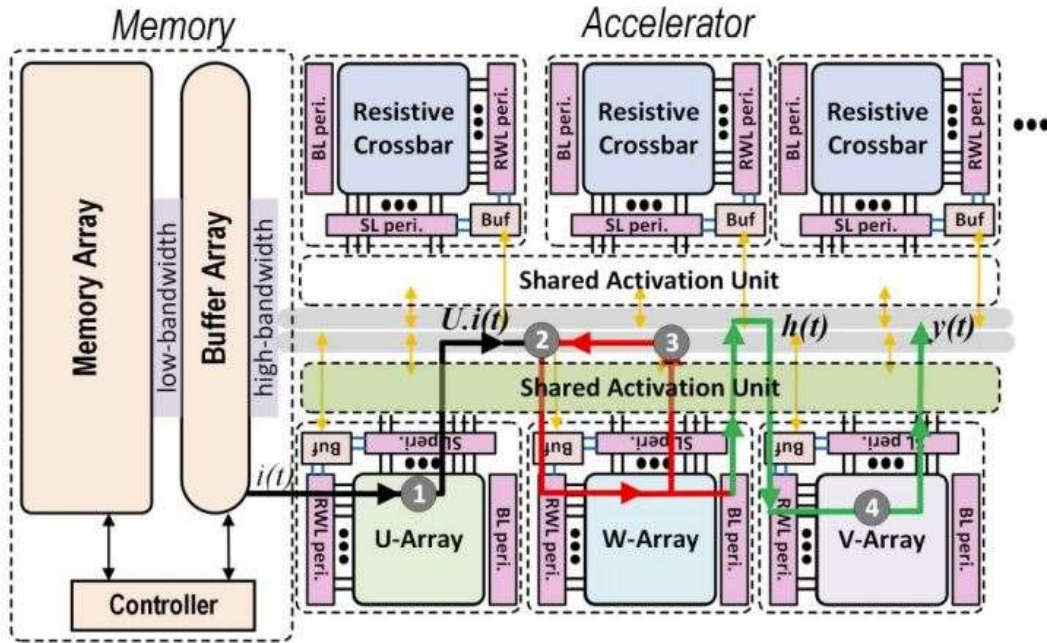 Memory
Accelerator
Memory Array
low-bandwidth
Buffer Array
high-bandwidth
Controller
BL peri.
Resistive
Crossbar
RWL peri.
SL peri.
Buf
BL peri.
Resistive
Crossbar
RWL peri.
SL peri.
Buf
BL peri.
Resistive
Crossbar
RWL peri.
SL peri.
Buf
Shared Activation Unit
U.i(t)
2
3
h(t)
y(t)
Shared Activation Unit
i(t)
Buf
SL peri.
RWL peri.
1
U-Array
BL peri.
Buf
SL peri.
RWL peri.
W-Array
BL peri.
Buf
SL peri.
RWL peri.
4
V-Array
BL peri.